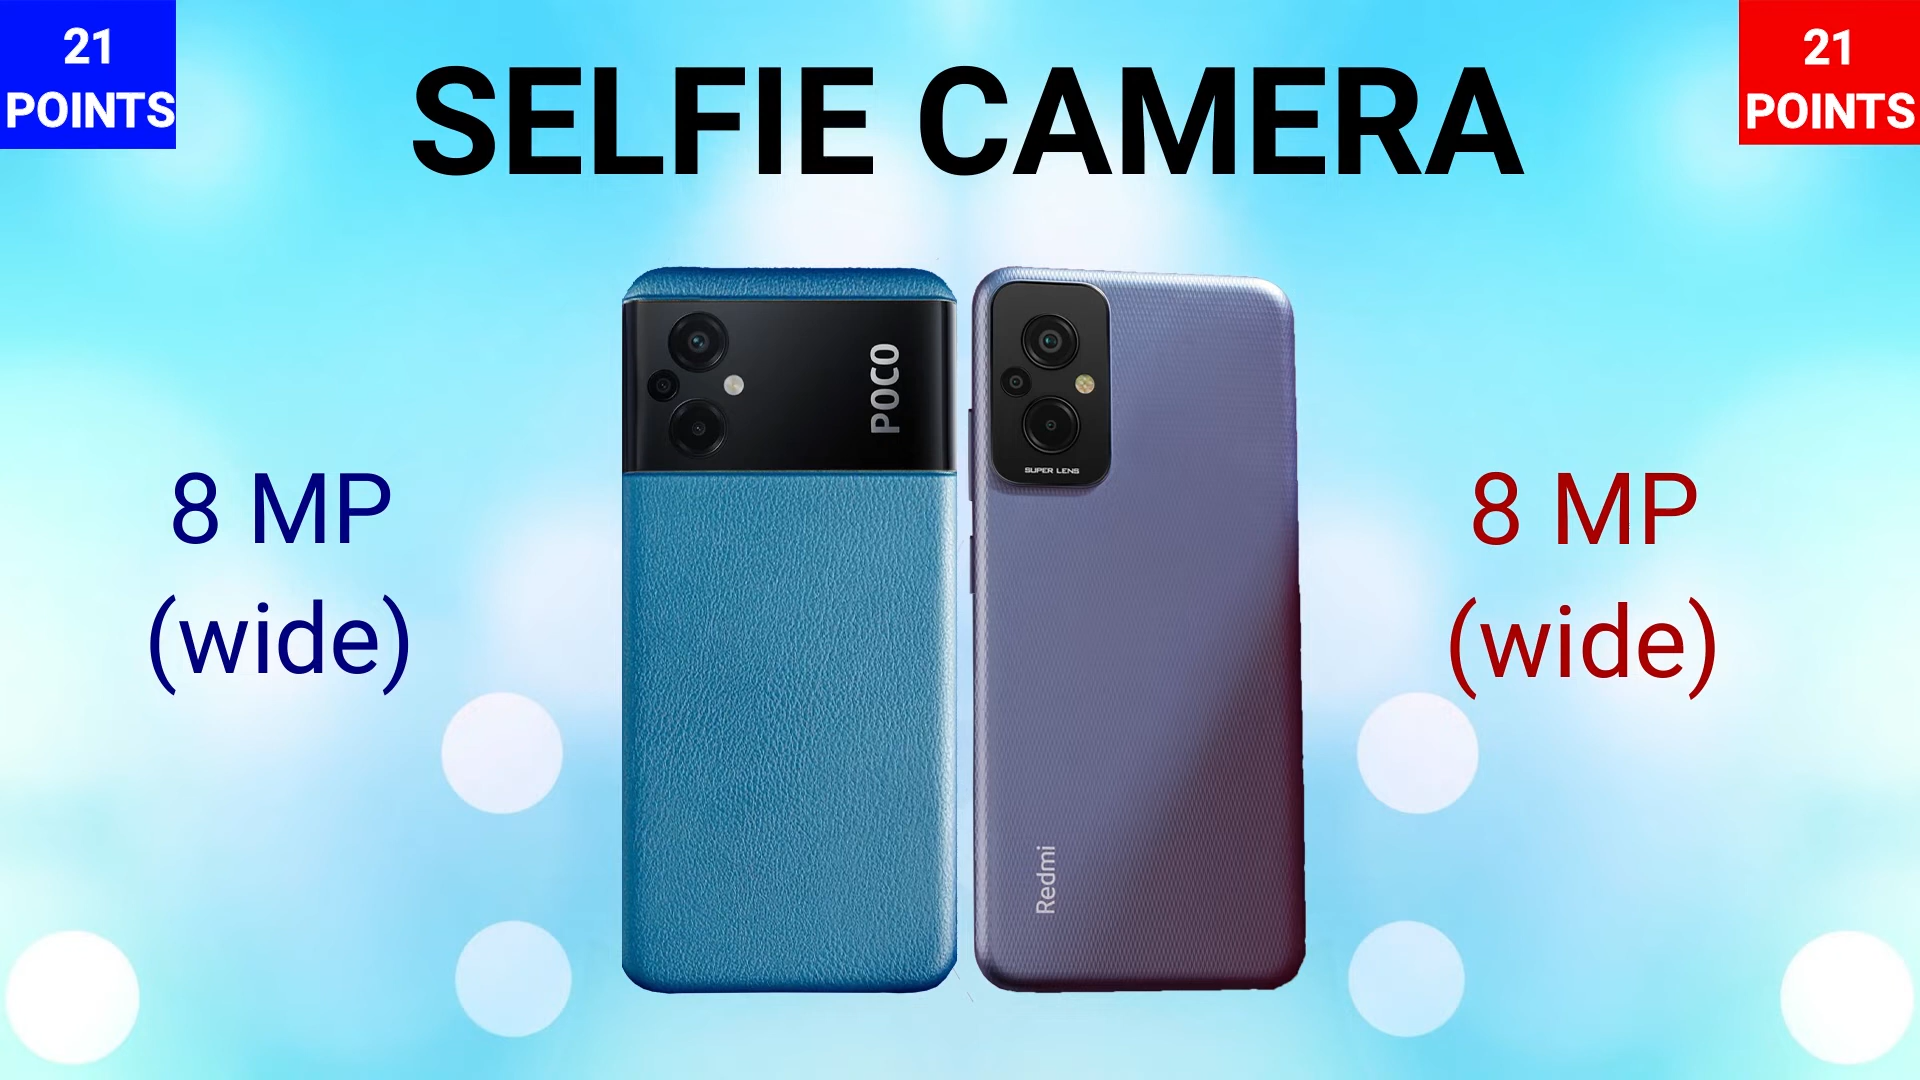 21
POINTS
SELFIE CAMERA
21
POINTS
POCO
SUPER LENS
8 MP
(wide)
8 MP
(wide)
Redmi